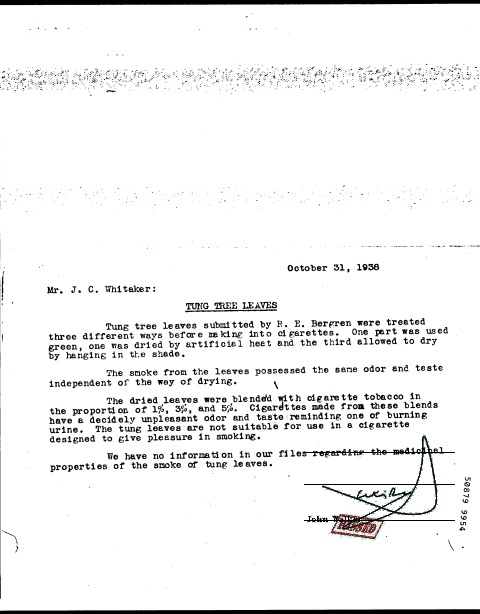 October 31, 1938
Mr. J. C. Whitaker:
TUNG TREE LEAVES
Tung tree leaves submitted by R. E. Bergren were treated
three different ways before making into cigarettes. One part was used
green, one was dried by artificial heat and the third allowed to dry
by hanging in the shade.
The smoke from the leaves possessed the same odor and taste
independent of the way of drying.
The dried leaves were blended with cigarette tobacco in
the proportion of 1%, 3%, and 5%. Cigarettes made from these blends
have a decidely unpleasant odor and taste reminding one of burning
urine. The tung leaves are not suitable for use in a cigarette
designed to give pleasure in smoking.
We have no information in our files regarding the medicinal
properties of the smoke of tung leaves.
John
50879 9954